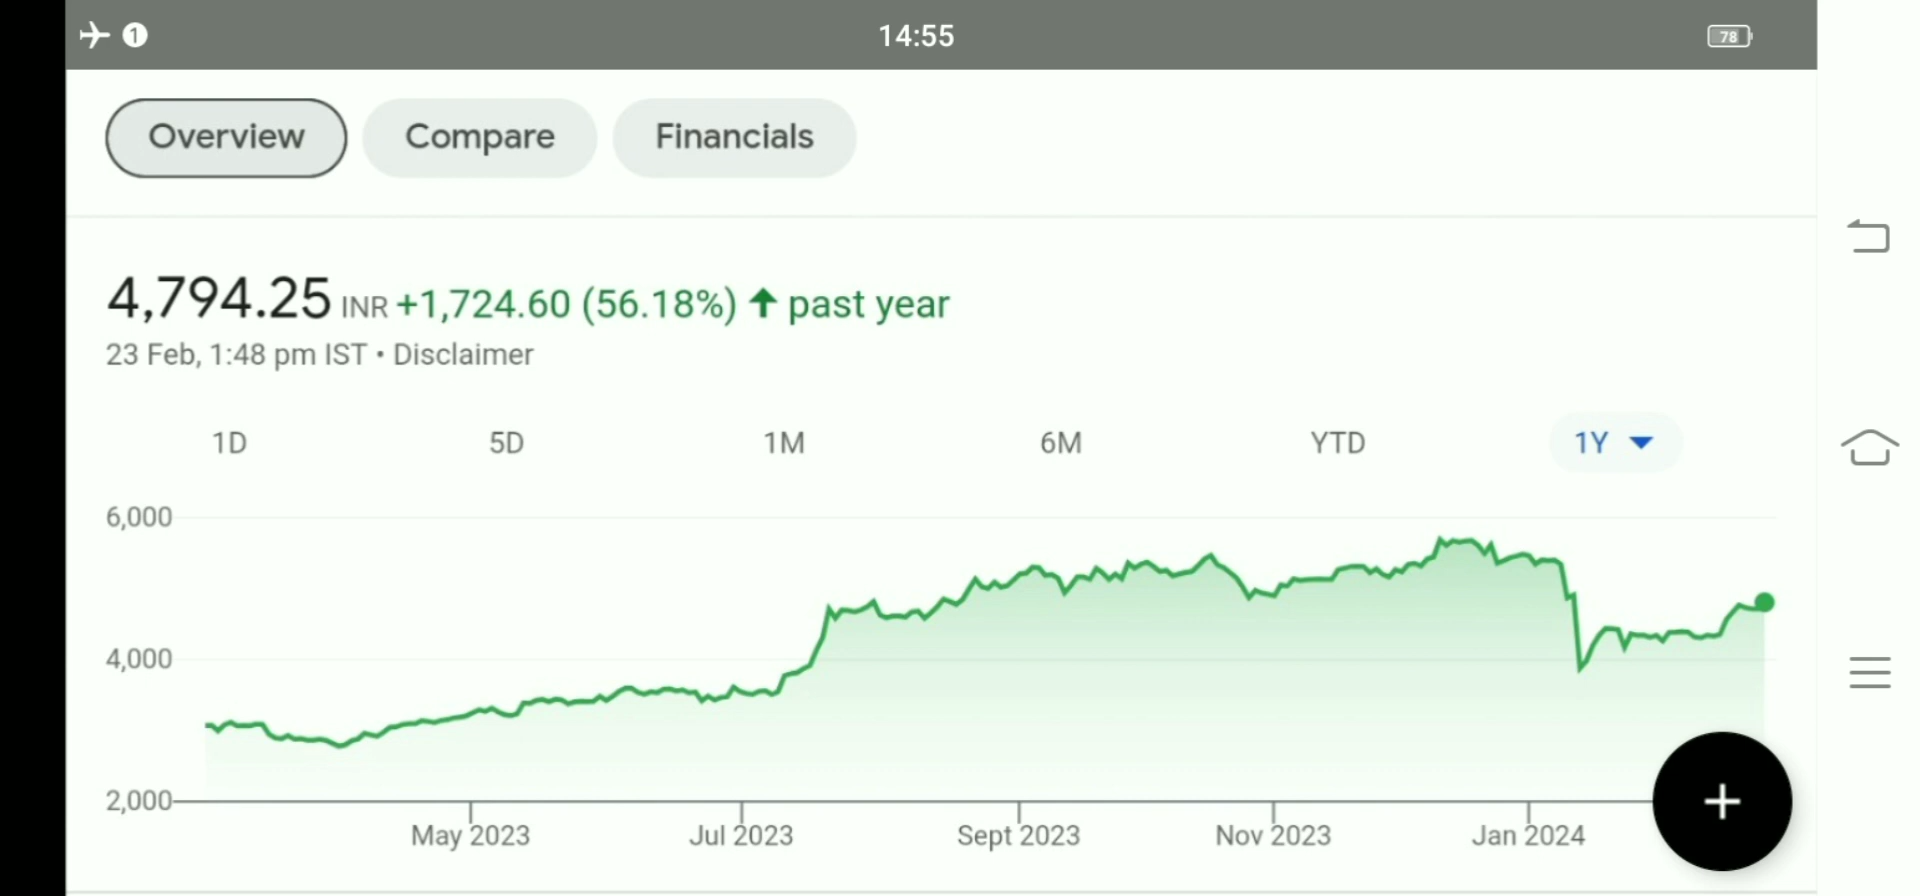 1 14:55 78
Overview Compare Financials
4,794.25 INR +1,724.60 (56.18%) ↑ past year
23 Feb, 1:48 pm IST • Disclaimer
1D 5D 1M 6M YTD 1Y
6,000
4,000
2,000
May 2023 Jul 2023 Sept 2023 Nov 2023 Jan 2024
+